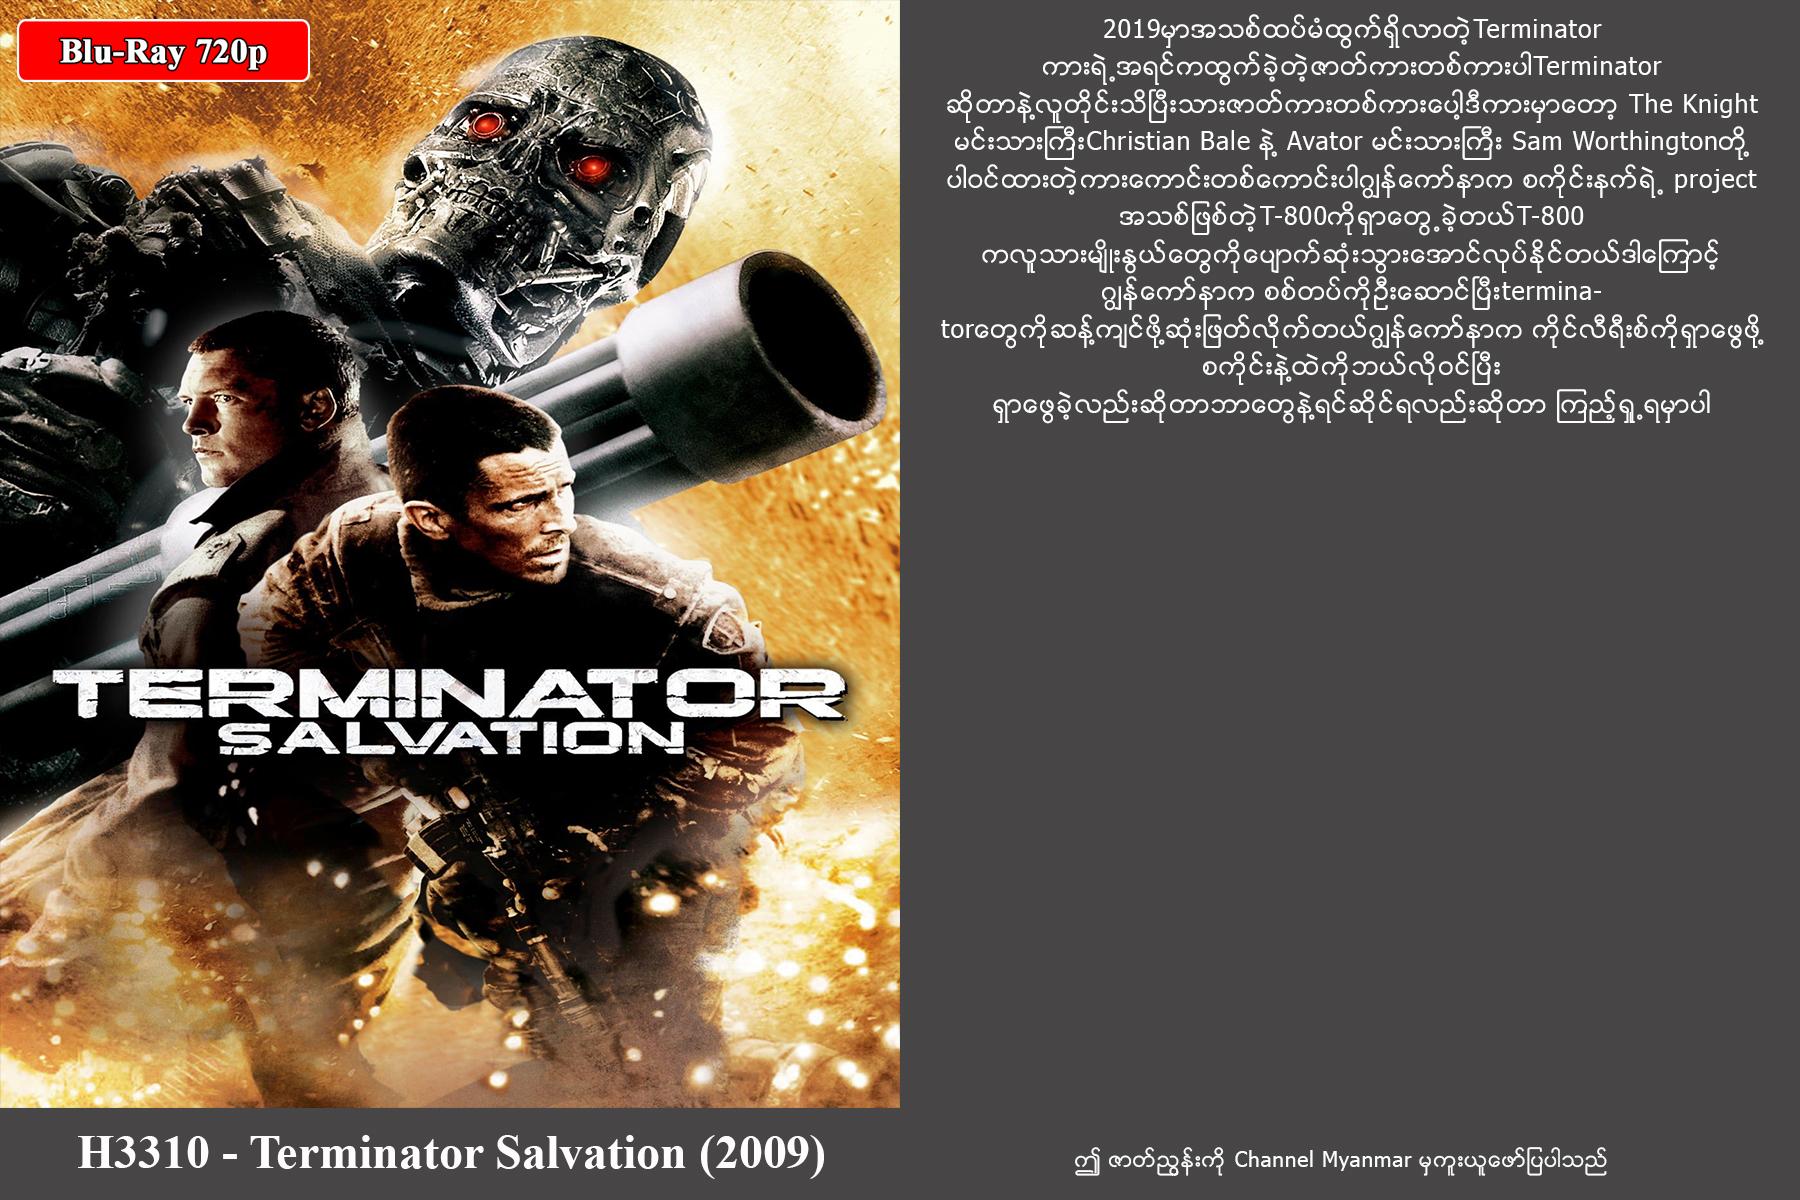 Blu-Ray 720p
TERMINATOR
SALVATION
H3310 - Terminator Salvation (2009)
2019မှာအသစ်ထပ်မံထွက်ရှိလာတဲ့Terminator
ကားရဲ့အရင်ကထွက်ခဲ့တဲ့ဇာတ်ကားတစ်ကားပါTerminator
ဆိုတာနဲ့လူတိုင်းသိပြီးသားဇာတ်ကားတစ်ကားပေါ့ဒီကားမှာတော့ The Knight
မင်းသားကြီးChristian Bale နဲ့ Avator မင်းသားကြီး Sam Worthingtonတို့
ပါဝင်ထားတဲ့ကားကောင်းတစ်ကောင်းပါဂျွန်ကော်နာက စကိုင်းနက်ရဲ့ project
အသစ်ဖြစ်တဲ့T-800ကိုရှာတွေ့ခဲ့တယ်T-800
ကလူသားမျိုးနွယ်တွေကိုပျောက်ဆုံးသွားအောင်လုပ်နိုင်တယ်ဒါကြောင့်
ဂျွန်ကော်နာက စစ်တပ်ကိုဦးဆောင်ပြီးtermina-
torတွေကိုဆန့်ကျင်ဖို့ဆုံးဖြတ်လိုက်တယ်ဂျွန်ကော်နာက ကိုင်လီရီးစ်ကိုရှာဖွေဖို့
စကိုင်းနဲ့ထဲကိုဘယ်လိုဝင်ပြီး
ရှာဖွေခဲ့လည်းဆိုတာဘာတွေနဲ့ရင်ဆိုင်ရလည်းဆိုတာ ကြည့်ရှု့ရမှာပါ
ဤ ဇာတ်ညွှန်းကို Channel Myanmar မှကူးယူဖော်ပြပါသည်